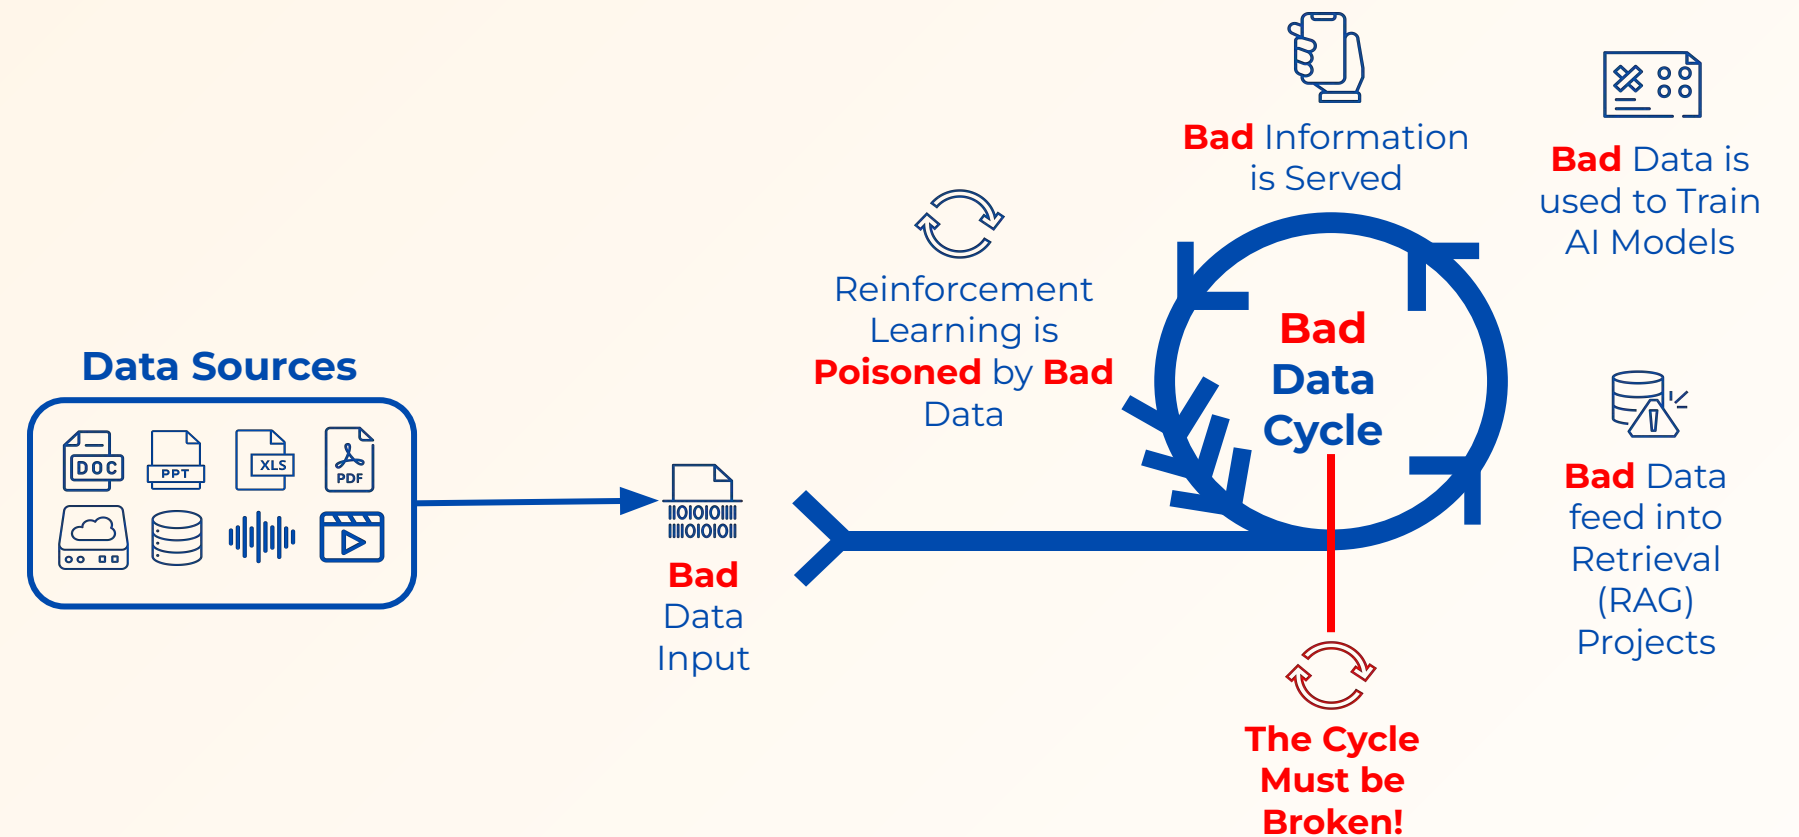 Data Sources
DOC
PPT
XLS
PDF
Bad
Data
Input
Reinforcement
Learning is
Poisoned by Bad
Data
Bad Information
is Served
Bad Data is
used to Train
AI Models
Bad Data
feed into
Retrieval
(RAG)
Projects
Bad
Data
Cycle
The Cycle
Must be
Broken!